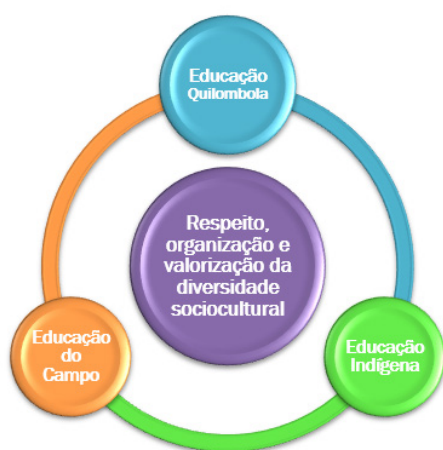 Educação
Quilombola
Respeito,
organização e
valorização da
diversidade
sociocultural
Educação
do
Campo
Educação
Indígena